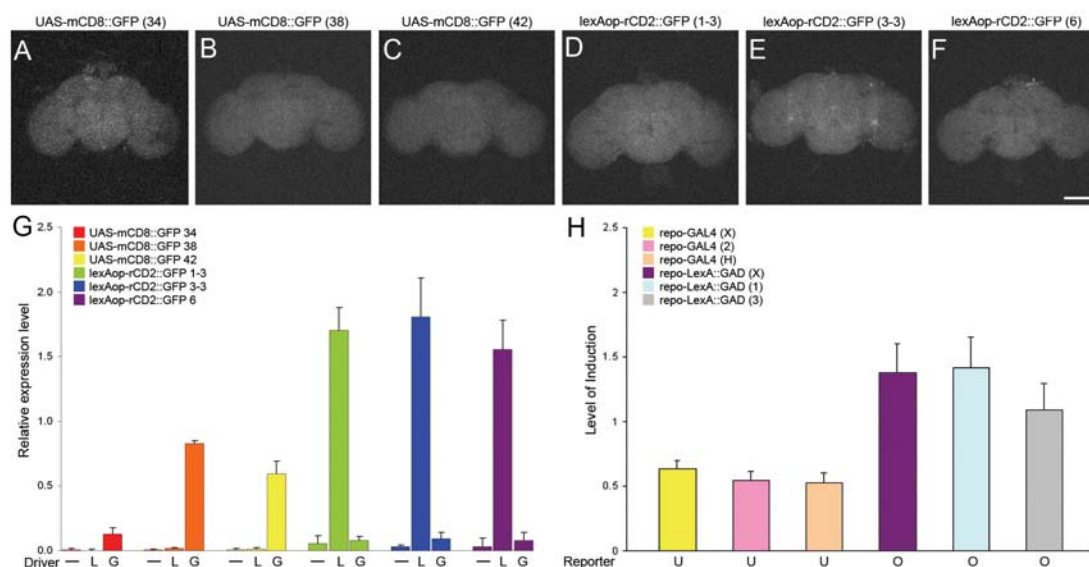 UAS-mCD8::GFP (34) UAS-mCD8::GFP (38) UAS-mCD8::GFP (42) lexAop-rCD2::GFP (1-3) lexAop-rCD2::GFP (3-3) lexAop-rCD2::GFP (6)
A B C D E F
G
2.5
2.0
1.5
1.0
0.5
0.0
Relative expression level
UAS-mCD8::GFP 34
UAS-mCD8::GFP 38
UAS-mCD8::GFP 42
lexAop-rCD2::GFP 1-3
lexAop-rCD2::GFP 3-3
lexAop-rCD2::GFP 6
Driver — L G — L G — L G — L G — L G — L G
H
2.5
2
1.5
1
0.5
0
Level of Induction
repo-GAL4 (X)
repo-GAL4 (2)
repo-GAL4 (H)
repo-LexA::GAD (X)
repo-LexA::GAD (1)
repo-LexA::GAD (3)
Reporter U U U O O O